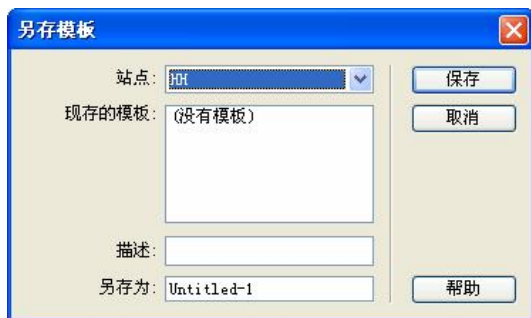 另存模板
站点: HH 保存
现存的模板: (没有模板) 取消
描述:
另存为: Untitled-1 帮助